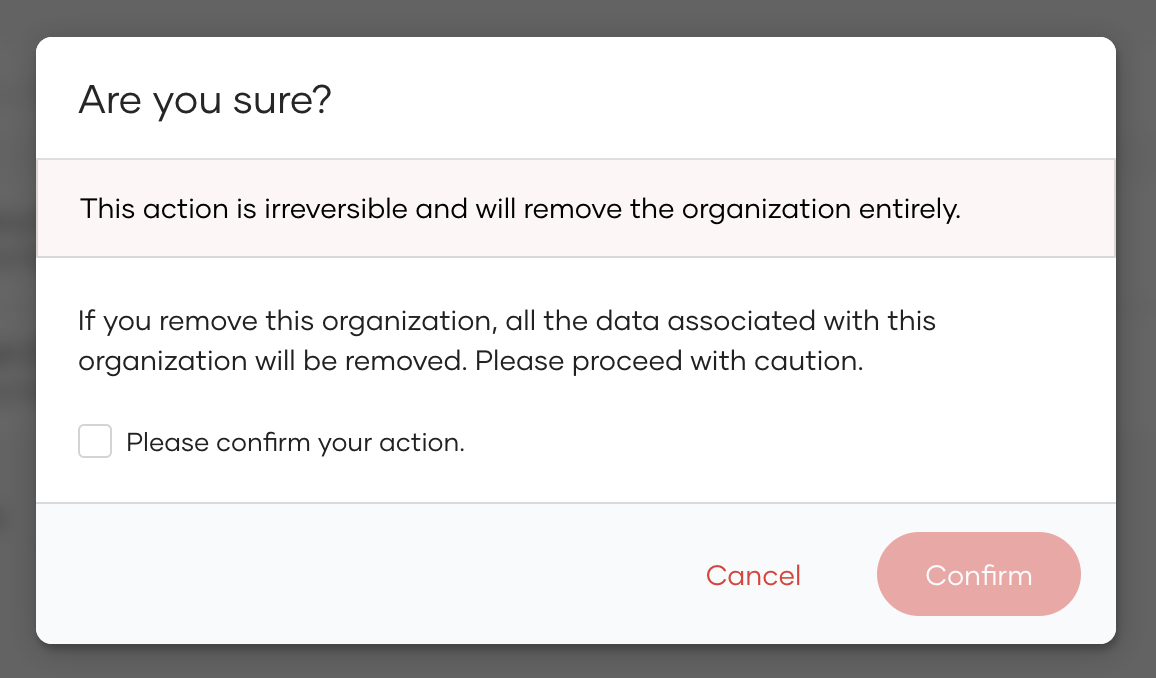 Are you sure?
This action is irreversible and will remove the organization entirely.
If you remove this organization, all the data associated with this
organization will be removed. Please proceed with caution.
Please confirm your action.
Cancel
Confirm